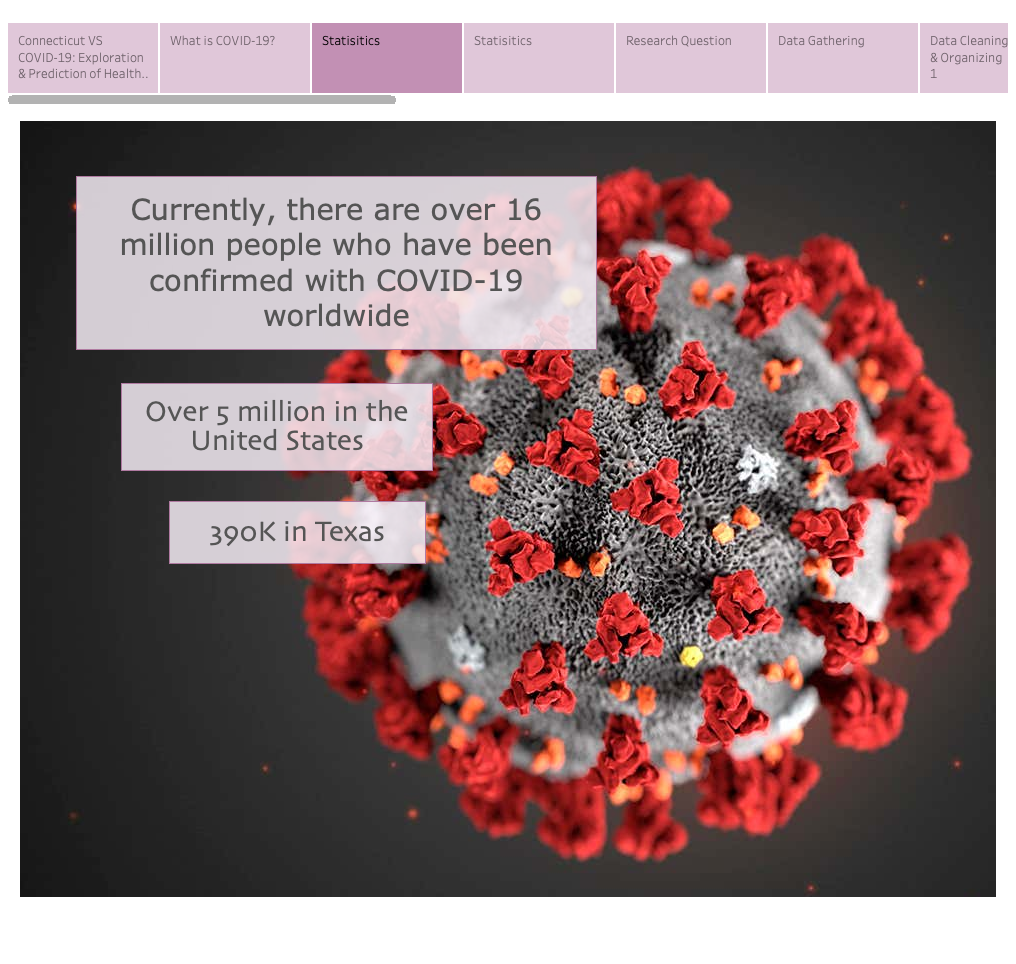 Connecticut VS
COVID-19: Exploration
& Prediction of Health..
What is COVID-19?
Statisitics
Statisitics
Research Question
Data Gathering
Data Cleaning
& Organizing
1
Currently, there are over 16
million people who have been
confirmed with COVID-19
worldwide
Over 5 million in the
United States
390K in Texas